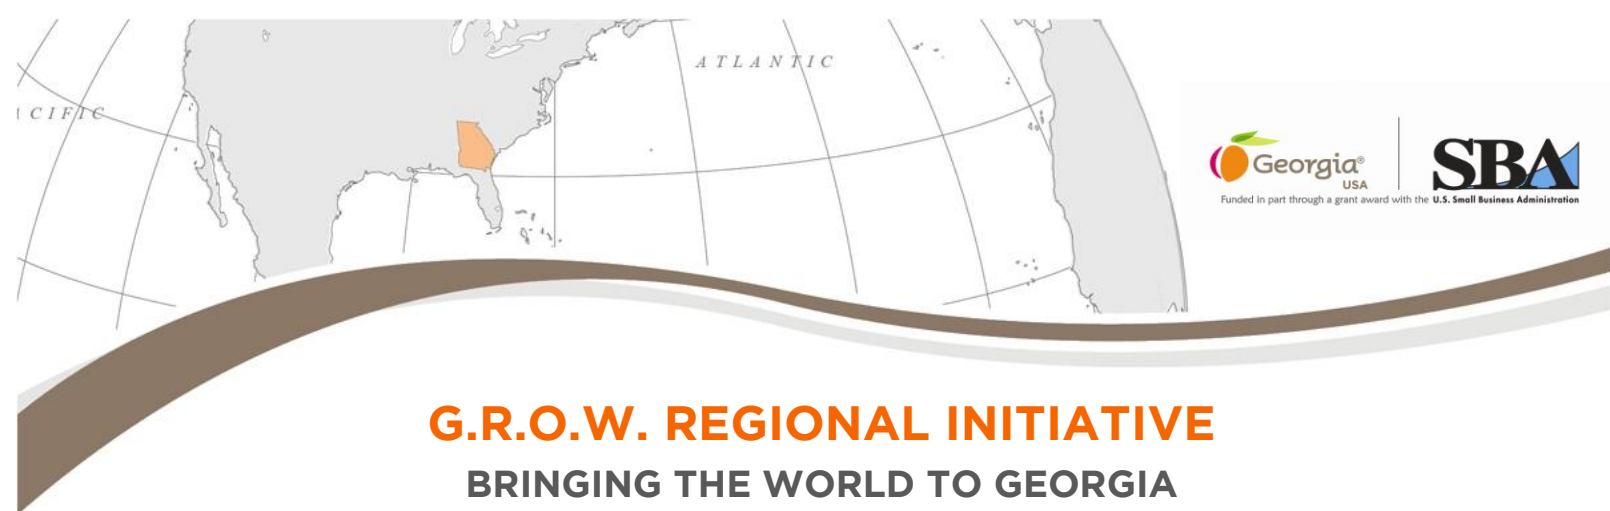 ATLANTIC
ACIFIC
Georgia®
USA
SBA
Funded in part through a grant award with the U.S. Small Business Administration
G.R.O.W. REGIONAL INITIATIVE
BRINGING THE WORLD TO GEORGIA